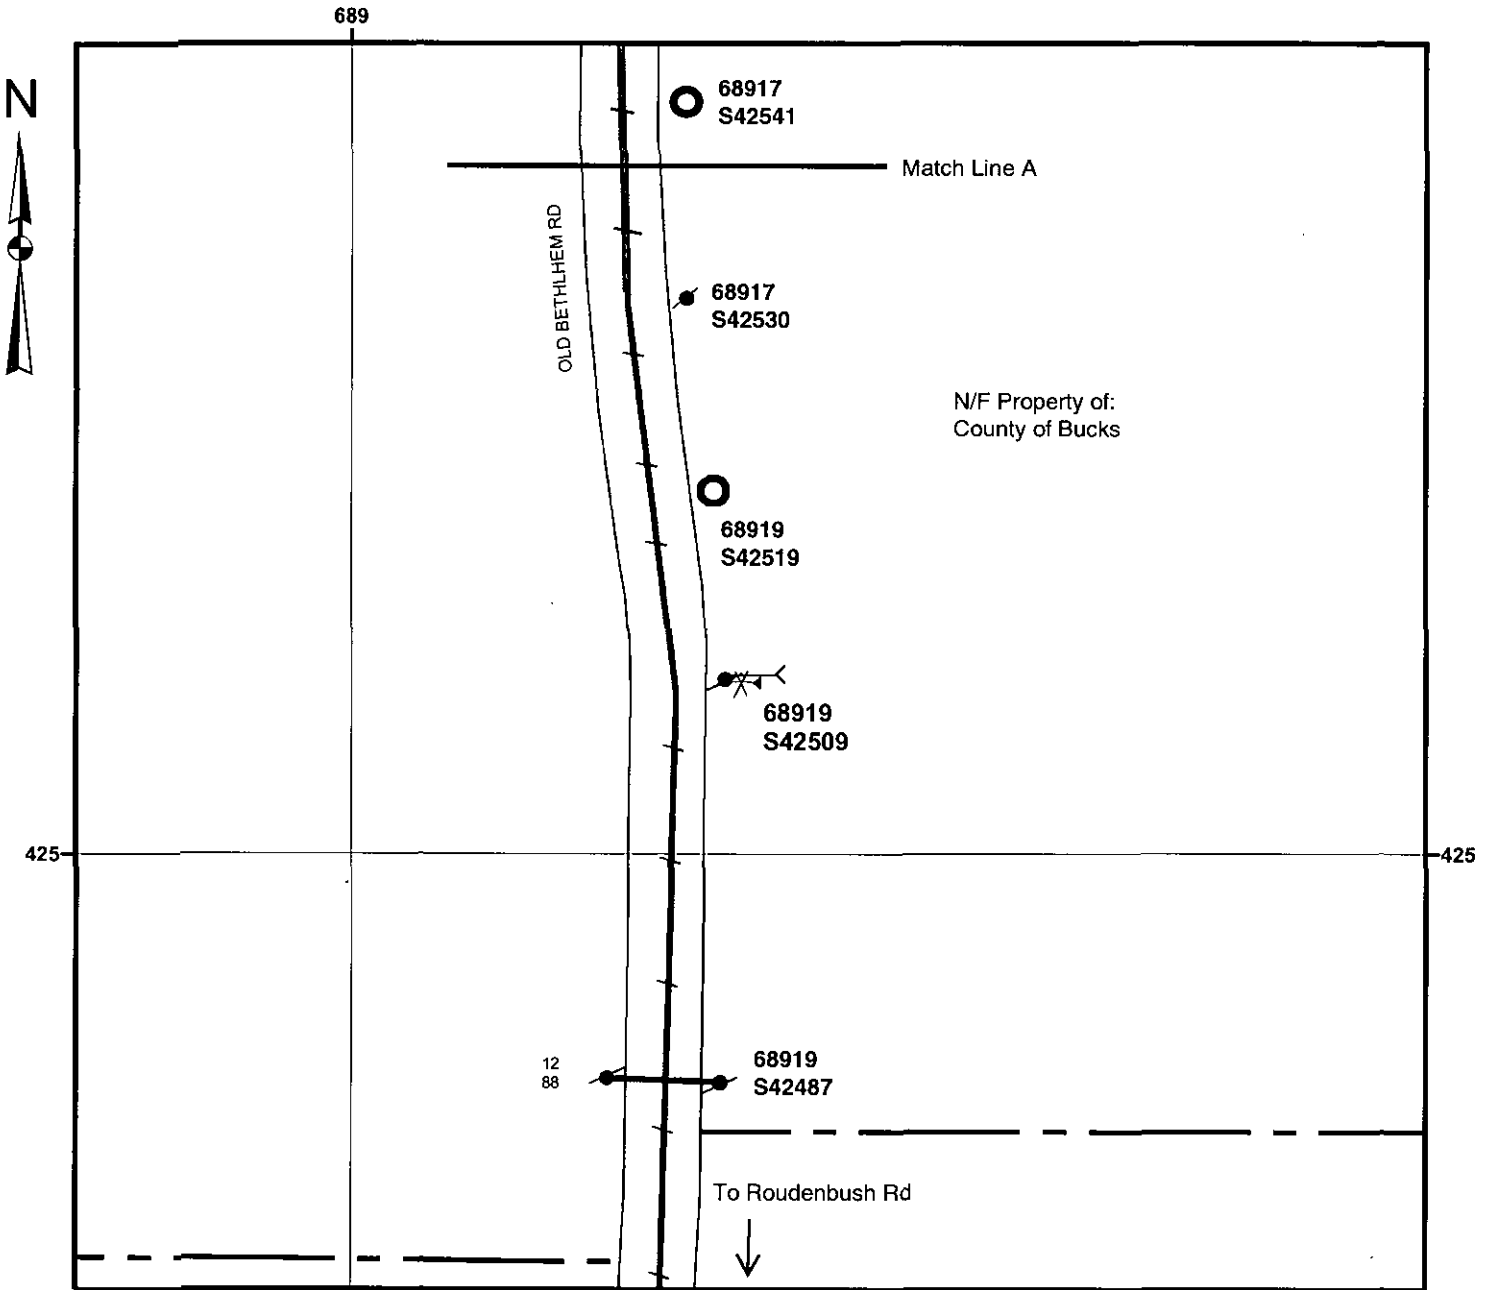 689
N
68917
S42541
Match Line A
OLD BETHLHEM RD
68917
S42530
N/F Property of:
County of Bucks
68919
S42519
68919
S42509
425
425
12
88
68919
S42487
To Roudenbush Rd